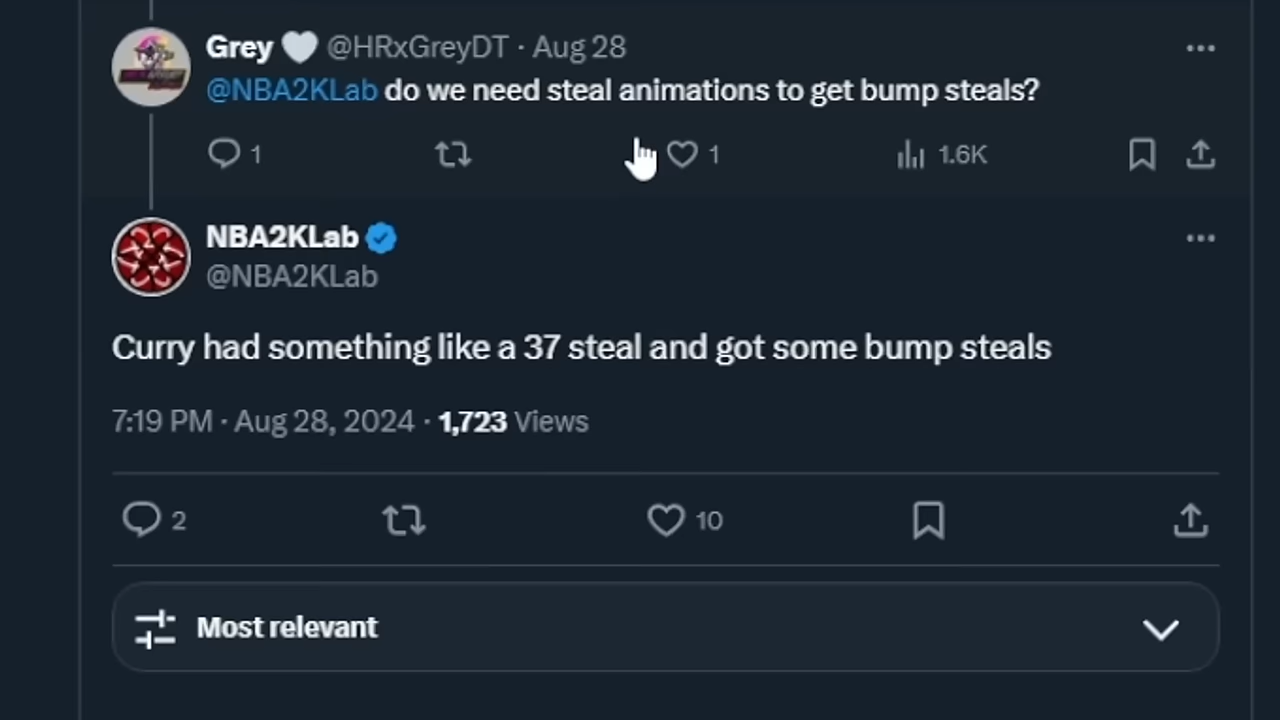 Grey 🤍 @HRxGreyDT · Aug 28
@NBA2KLab do we need steal animations to get bump steals?
1 1 1.6K
NBA2KLab
@NBA2KLab
Curry had something like a 37 steal and got some bump steals
7:19 PM · Aug 28, 2024 · 1,723 Views
2 10
Most relevant